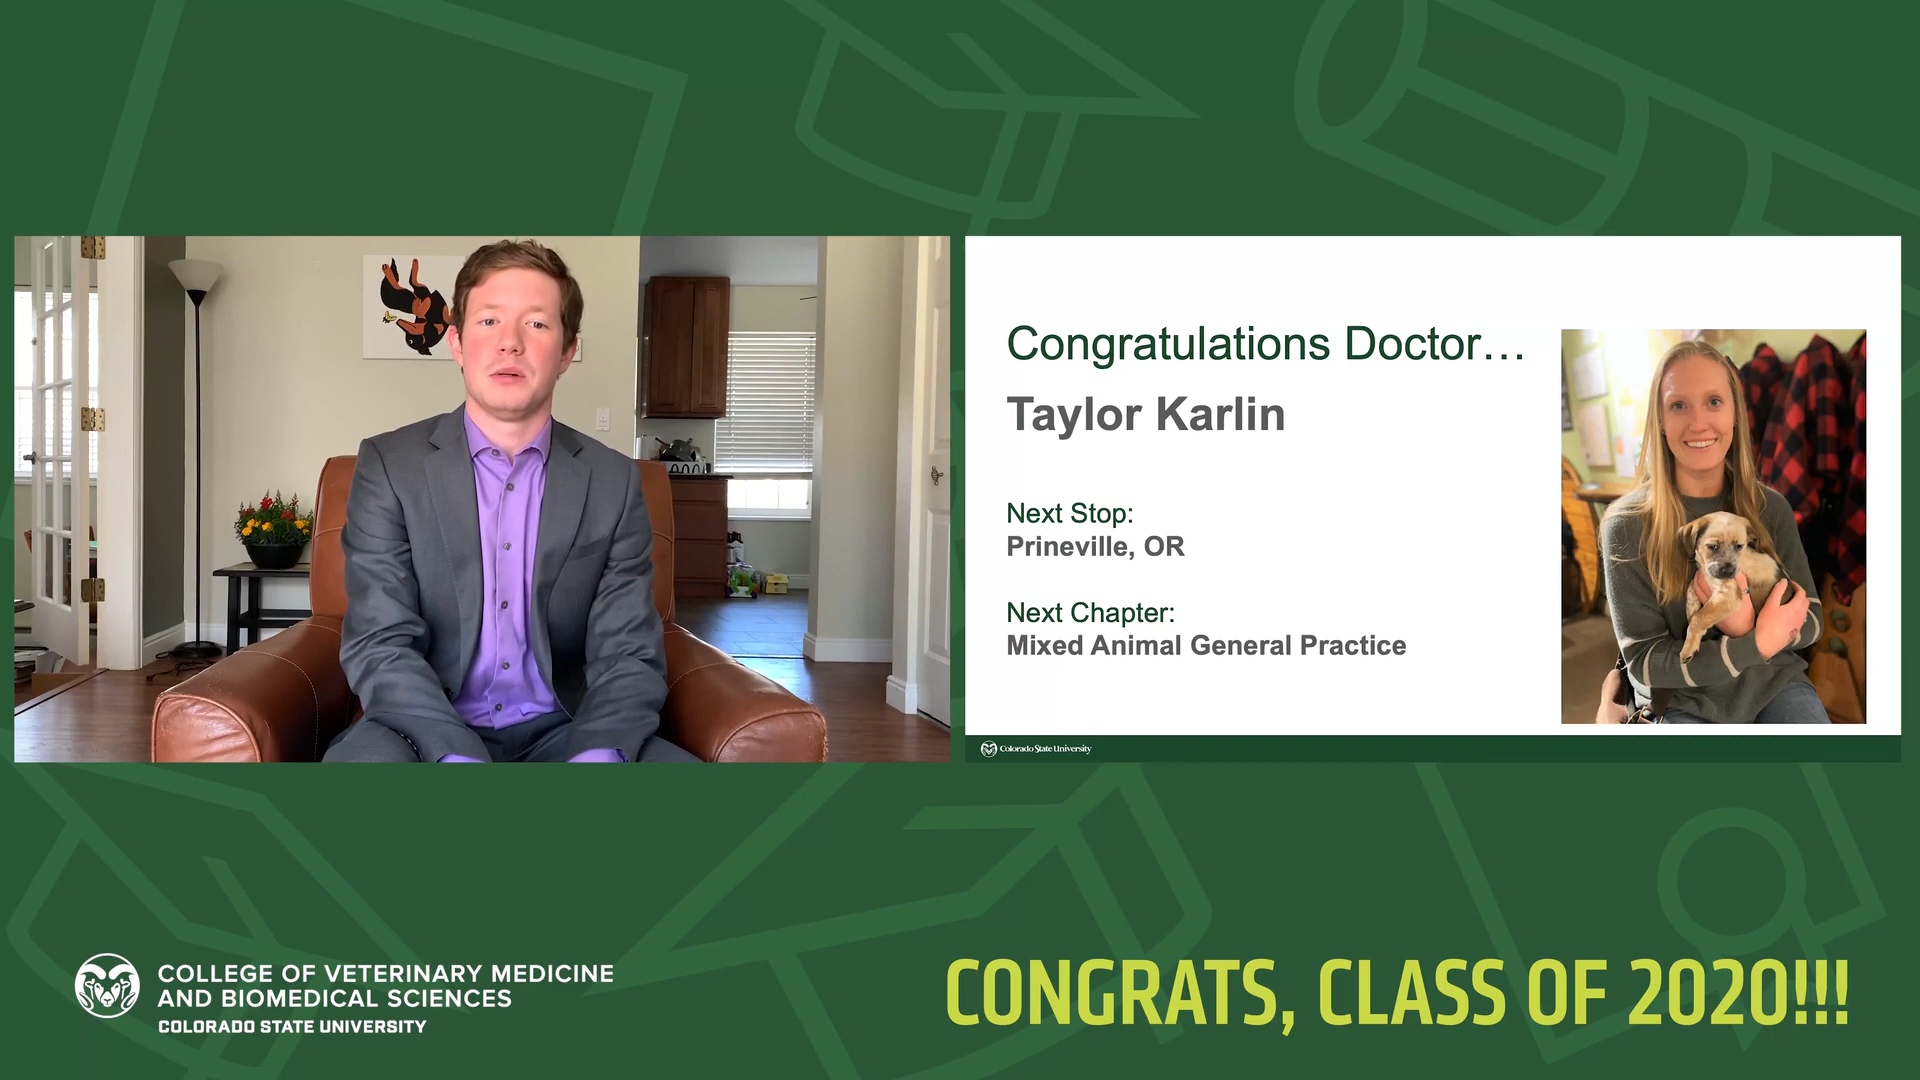 Congratulations Doctor…
Taylor Karlin
Next Stop:
Prineville, OR
Next Chapter:
Mixed Animal General Practice
Colorado State University
COLLEGE OF VETERINARY MEDICINE
AND BIOMEDICAL SCIENCES
COLORADO STATE UNIVERSITY
CONGRATS, CLASS OF 2020!!!